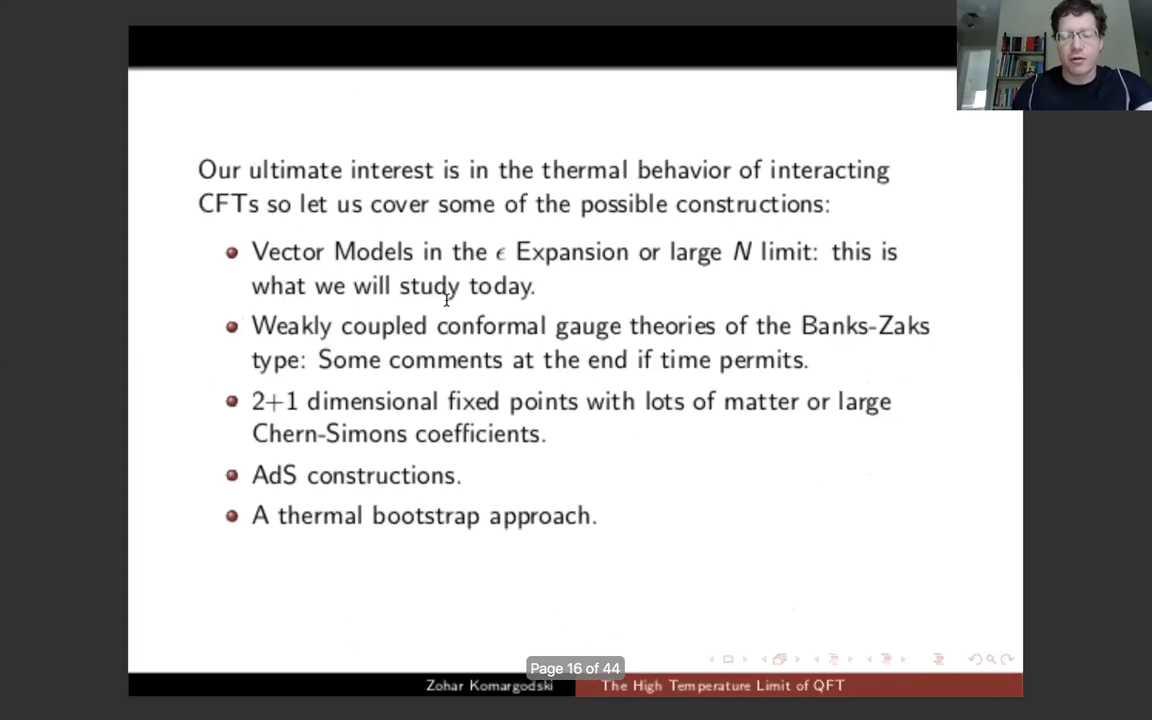 Our ultimate interest is in the thermal behavior of interacting
CFTs so let us cover some of the possible constructions:
Vector Models in the ϵ Expansion or large N limit: this is
what we will study today.
Weakly coupled conformal gauge theories of the Banks-Zaks
type: Some comments at the end if time permits.
2+1 dimensional fixed points with lots of matter or large
Chern-Simons coefficients.
AdS constructions.
A thermal bootstrap approach.
Page 16 of 44
Zohar Komargodski
The High Temperature Limit of QFT